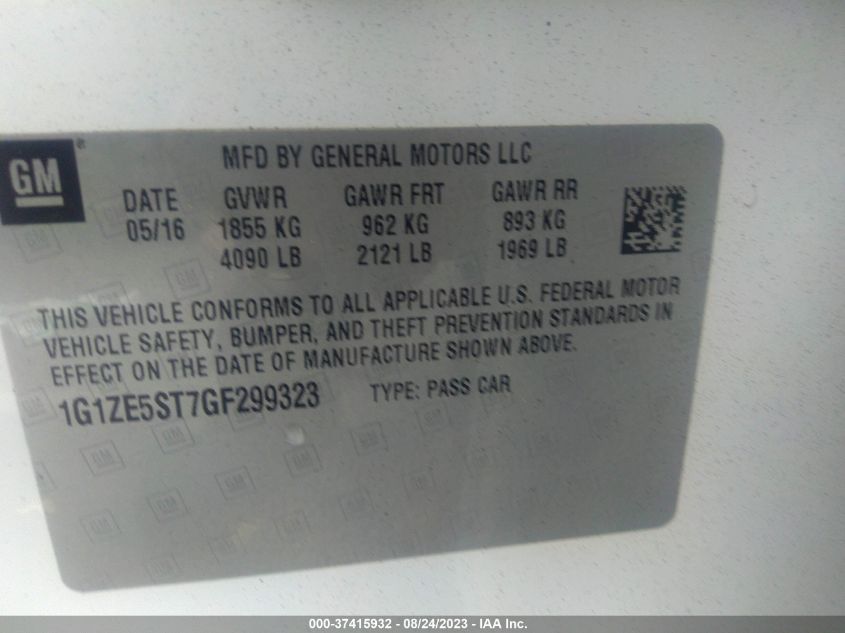 GM ®
MFD BY GENERAL MOTORS LLC
DATE GVWR GAWR FRT GAWR RR
05/16 1855 KG 962 KG 893 KG
4090 LB 2121 LB 1969 LB
THIS VEHICLE CONFORMS TO ALL APPLICABLE U.S. FEDERAL MOTOR
VEHICLE SAFETY, BUMPER, AND THEFT PREVENTION STANDARDS IN
EFFECT ON THE DATE OF MANUFACTURE SHOWN ABOVE.
1G1ZE5ST7GF299323 TYPE: PASS CAR
000-37415932 - 08/24/2023 - IAA Inc.